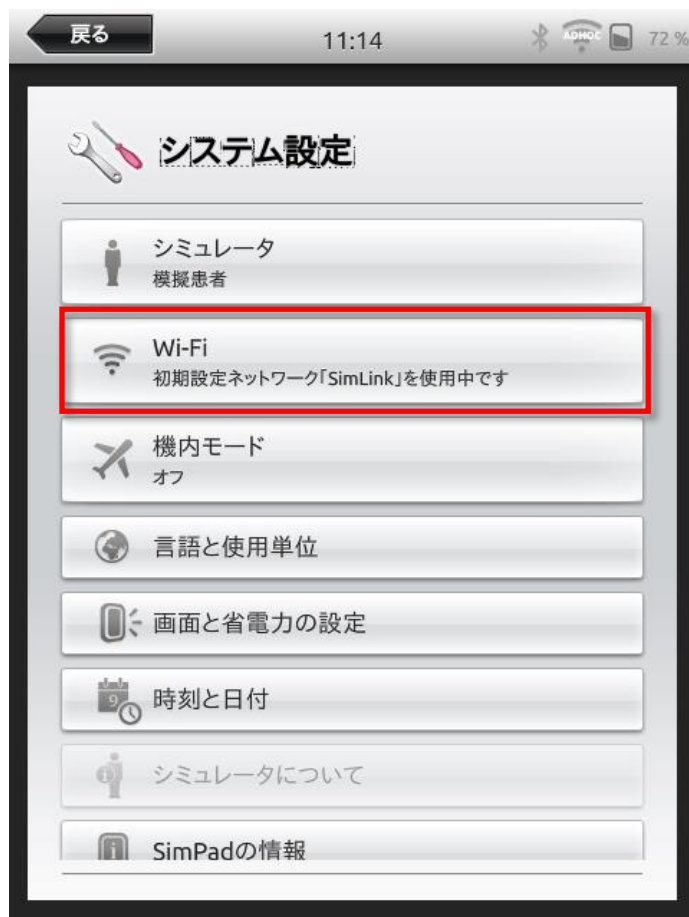 戻る
11:14
ADHOC
72 %
システム設定
シミュレータ
模擬患者
Wi-Fi
初期設定ネットワーク「SimLink」を使用中です
機内モード
オフ
言語と使用単位
画面と省電力の設定
9
時刻と日付
シミュレータについて
SimPadの情報